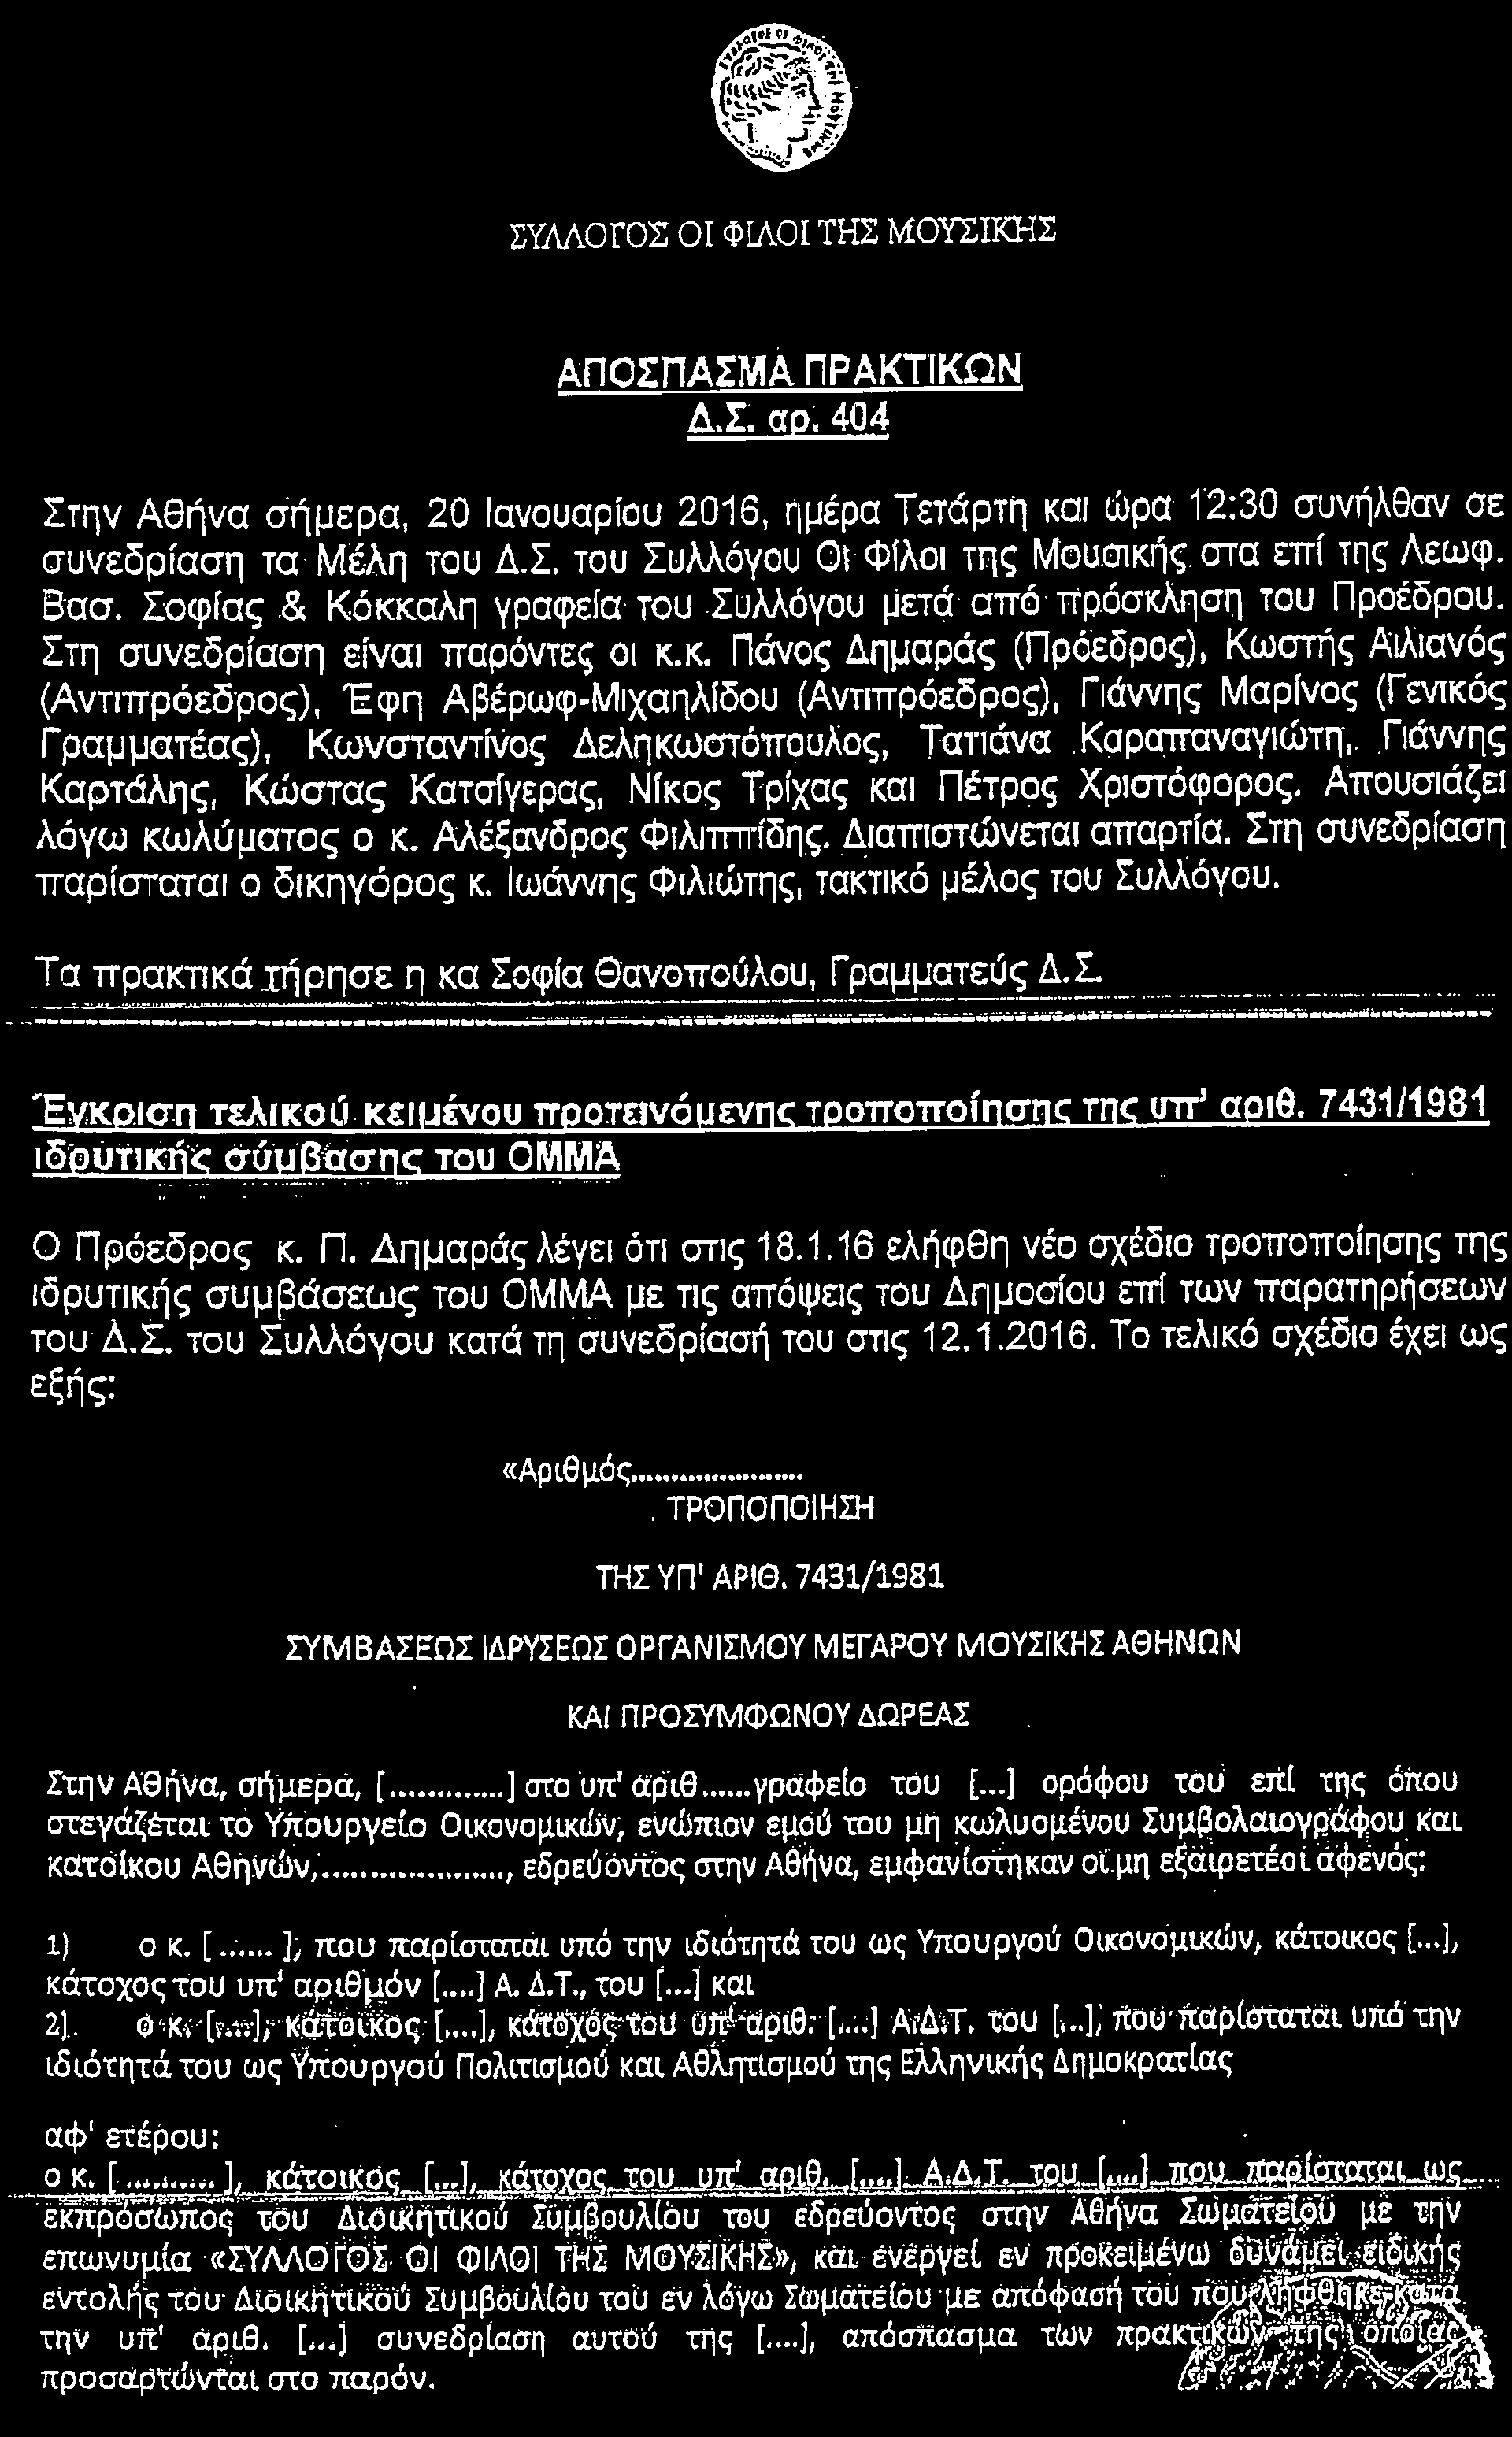 ΣΥΛΛΟΓΟΣ ΟΙ ΦΙΛΟΙ ΤΗΣ ΜΟΥΣΙΚΗΣ
ΑΠΟΣΠΑΣΜΑ ΠΡΑΚΤΙΚΩΝ
Δ.Σ. αρ. 404
Στην Αθήνα σήμερα, 20 Ιανουαρίου 2016, ημέρα Τετάρτη και ώρα 12:30 συνήλθαν σε
συνεδρίαση τα Μέλη του Δ.Σ. του Συλλόγου Οι Φίλοι της Μουσικής στα επί της Λεωφ.
Βασ. Σοφίας & Κόκκαλη γραφεία του Συλλόγου μετά από πρόσκληση του Προέδρου.
Στη συνεδρίαση είναι παρόντες οι κ.κ. Πάνος Δημαράς (Πρόεδρος), Κωστής Αιλιανός
(Αντιπρόεδρος), Έφη Αβέρωφ-Μιχαηλίδου (Αντιπρόεδρος), Γιάννης Μαρίνος (Γενικός
Γραμματέας), Κωνσταντίνος Δεληκωστόπουλος, Τατιάνα Καραπαναγιώτη, Γιάννης
Καρτάλης, Κώστας Κατσίγερας, Νίκος Τρίχας και Πέτρος Χριστόφορος. Απουσιάζει
λόγω κωλύματος ο κ. Αλέξανδρος Φιλιππίδης. Διαπιστώνεται απαρτία. Στη συνεδρίαση
παρίσταται ο δικηγόρος κ. Ιωάννης Φιλιώτης, τακτικό μέλος του Συλλόγου.
Τα πρακτικά τήρησε η κα Σοφία Θανοπούλου, Γραμματεύς Δ.Σ.
Έγκριση τελικού κειμένου προτεινόμενης τροποποίησης της υπ’ αριθ. 7431/1981
ιδρυτικής σύμβασης του ΟΜΜΑ
Ο Πρόεδρος κ. Π. Δημαράς λέγει ότι στις 18.1.16 ελήφθη νέο σχέδιο τροποποίησης της
ιδρυτικής συμβάσεως του ΟΜΜΑ με τις απόψεις του Δημοσίου επί των παρατηρήσεων
του Δ.Σ. του Συλλόγου κατά τη συνεδρίασή του στις 12.1.2016. Το τελικό σχέδιο έχει ως
εξής:
«Αριθμός.......................
ΤΡΟΠΟΠΟΙΗΣΗ
ΤΗΣ ΥΠ' ΑΡΙΘ. 7431/1981
ΣΥΜΒΑΣΕΩΣ ΙΔΡΥΣΕΩΣ ΟΡΓΑΝΙΣΜΟΥ ΜΕΓΑΡΟΥ ΜΟΥΣΙΚΗΣ ΑΘΗΝΩΝ
ΚΑΙ ΠΡΟΣΥΜΦΩΝΟΥ ΔΩΡΕΑΣ
Στην Αθήνα, σήμερα, [..............] στο υπ' αριθ......γραφείο του [...] ορόφου του επί της όπου
στεγάζεται το Υπουργείο Οικονομικών, ενώπιον εμού του μη κωλυομένου Συμβολαιογράφου και
κατοίκου Αθηνών,......................, εδρεύοντος στην Αθήνα, εμφανίστηκαν οι μη εξαιρετέοι αφενός:
1) ο κ. [ ...... ], που παρίσταται υπό την ιδιότητά του ως Υπουργού Οικονομικών, κάτοικος [...],
κάτοχος του υπ' αριθμόν [....] Α. Δ.Τ., του [...] και
2). ο κ. [.....], κάτοικος [....], κάτοχος του υπ' αριθ. [....] Α.Δ.Τ. του [...], που παρίσταται υπό την
ιδιότητά του ως Υπουργού Πολιτισμού και Αθλητισμού της Ελληνικής Δημοκρατίας
αφ' ετέρου:
ο κ. [ .......... ], κάτοικος [...], κάτοχος του υπ' αριθ. [....] Α.Δ.Τ. του [....] που παρίσταται ως
εκπρόσωπος του Διοικητικού Συμβουλίου του εδρεύοντος στην Αθήνα Σωματείου με την
επωνυμία «ΣΥΛΛΟΓΟΣ ΟΙ ΦΙΛΟΙ ΤΗΣ ΜΟΥΣΙΚΗΣ», και ενεργεί εν προκειμένω δυνάμει ειδικής
εντολής του Διοικητικού Συμβουλίου του εν λόγω Σωματείου με απόφασή του που λήφθηκε κατά
την υπ' αριθ. [...] συνεδρίαση αυτού της [....], απόσπασμα των πρακτικών της οποίας
προσαρτώνται στο παρόν.